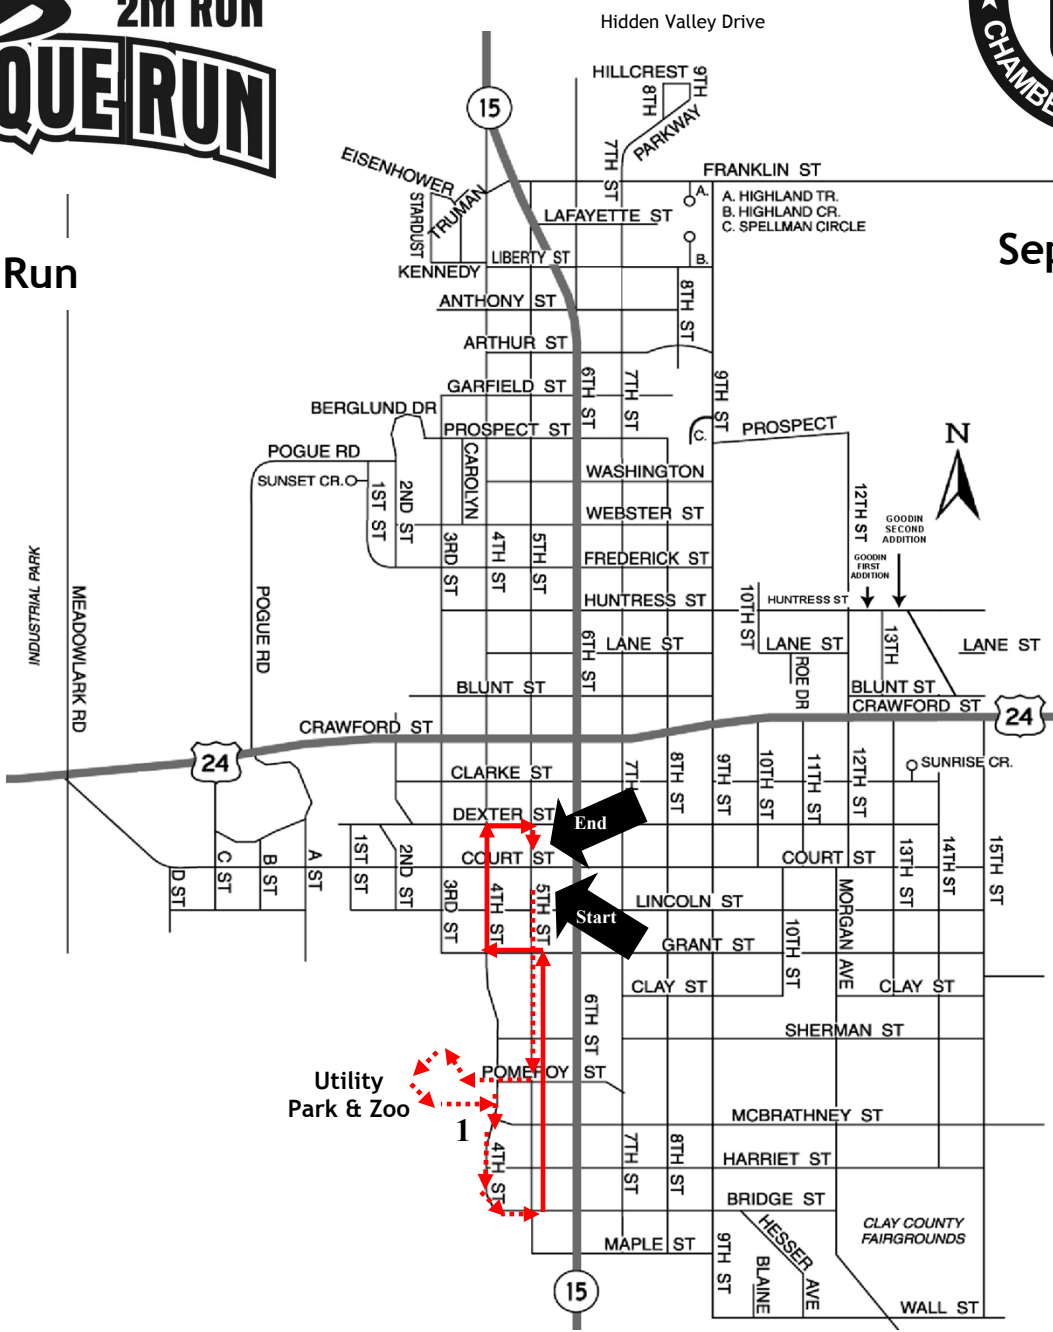 2M RUN
QUE RUN
CHAMBE
Hidden Valley Drive
Run
Sep
15
HILLCREST
9TH
8TH
PARKWAY
7TH ST
FRANKLIN ST
EISENHOWER
STARDUST
TRUMAN
KENNEDY
LAFAYETTE ST
LIBERTY ST
A.
B.
A. HIGHLAND TR.
B. HIGHLAND CR.
C. SPELLMAN CIRCLE
ANTHONY ST
8TH ST
ARTHUR ST
GARFIELD ST
6TH ST
7TH ST
9TH ST
BERGLUND DR
PROSPECT ST
C.
PROSPECT
N
POGUE RD
SUNSET CR.
1ST ST
2ND ST
CAROLYN
WASHINGTON
WEBSTER ST
12TH ST
GOODIN
SECOND
ADDITION
GOODIN
FIRST
ADDITION
3RD ST
4TH ST
5TH ST
FREDERICK ST
INDUSTRIAL PARK
MEADOWLARK RD
POGUE RD
HUNTRESS ST
10TH ST
HUNTRESS ST
6TH ST
LANE ST
LANE ST
13TH
LANE ST
ROE DR
BLUNT ST
BLUNT ST
CRAWFORD ST
CRAWFORD ST
24
24
CLARKE ST
7TH
8TH ST
9TH ST
10TH ST
11TH ST
12TH ST
SUNRISE CR.
DEXTER ST
End
COURT ST
COURT ST
1ST ST
2ND ST
D ST
C ST
B ST
A ST
13TH ST
14TH ST
15TH ST
3RD ST
4TH ST
5TH ST
Start
LINCOLN ST
GRANT ST
10TH ST
MORGAN AVE
CLAY ST
CLAY ST
6TH ST
SHERMAN ST
POMEROY ST
Utility
Park & Zoo
1
MCBRATHNEY ST
4TH ST
7TH ST
8TH ST
HARRIET ST
BRIDGE ST
CLAY COUNTY
FAIRGROUNDS
MAPLE ST
9TH ST
HESSER AVE
BLAINE
15
WALL ST